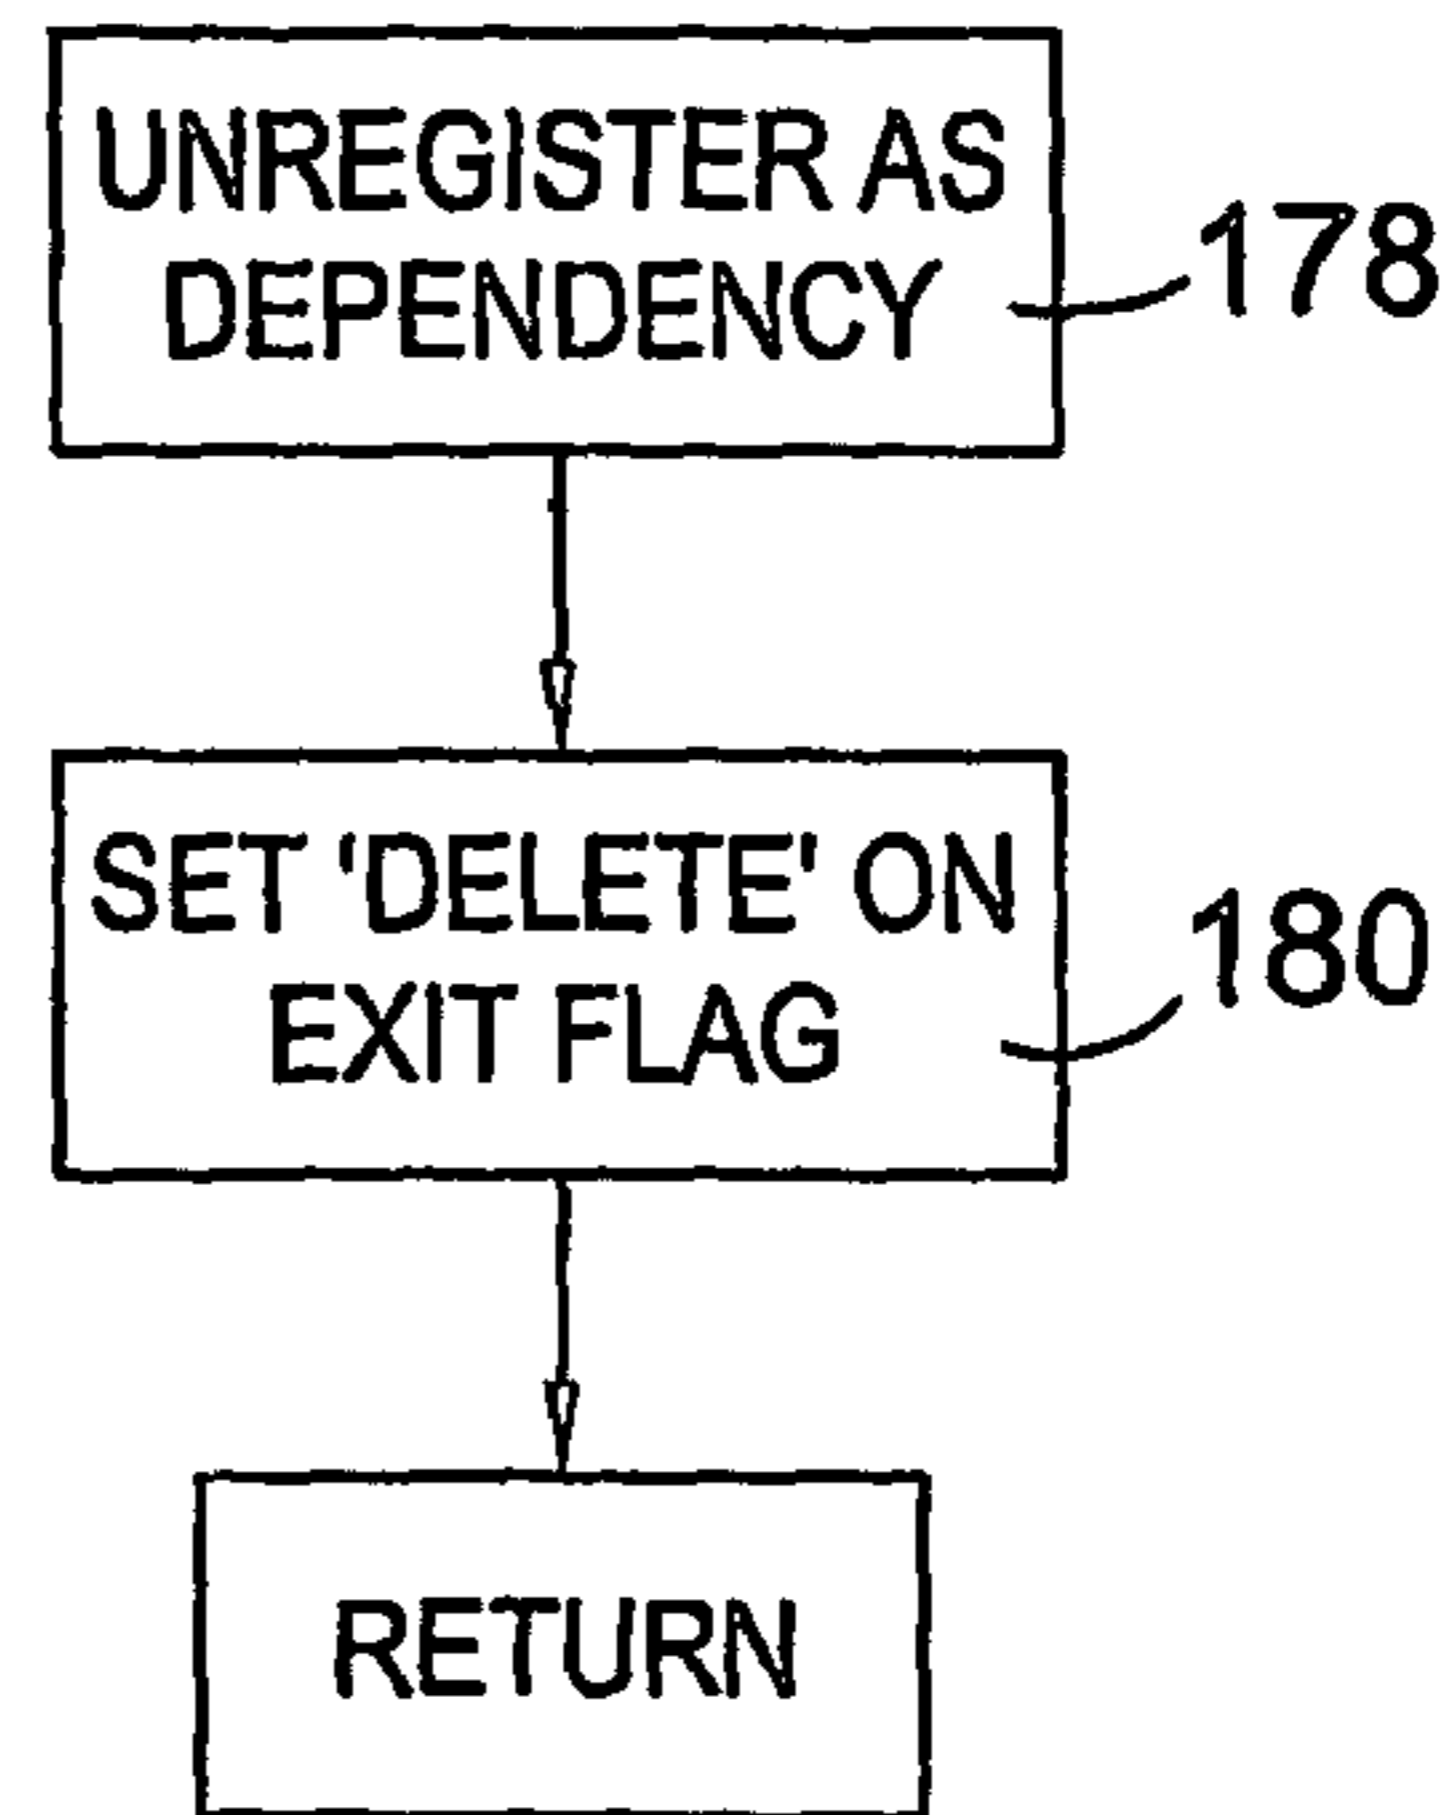 UNREGISTER AS
DEPENDENCY
178
SET 'DELETE' ON
EXIT FLAG
180
RETURN